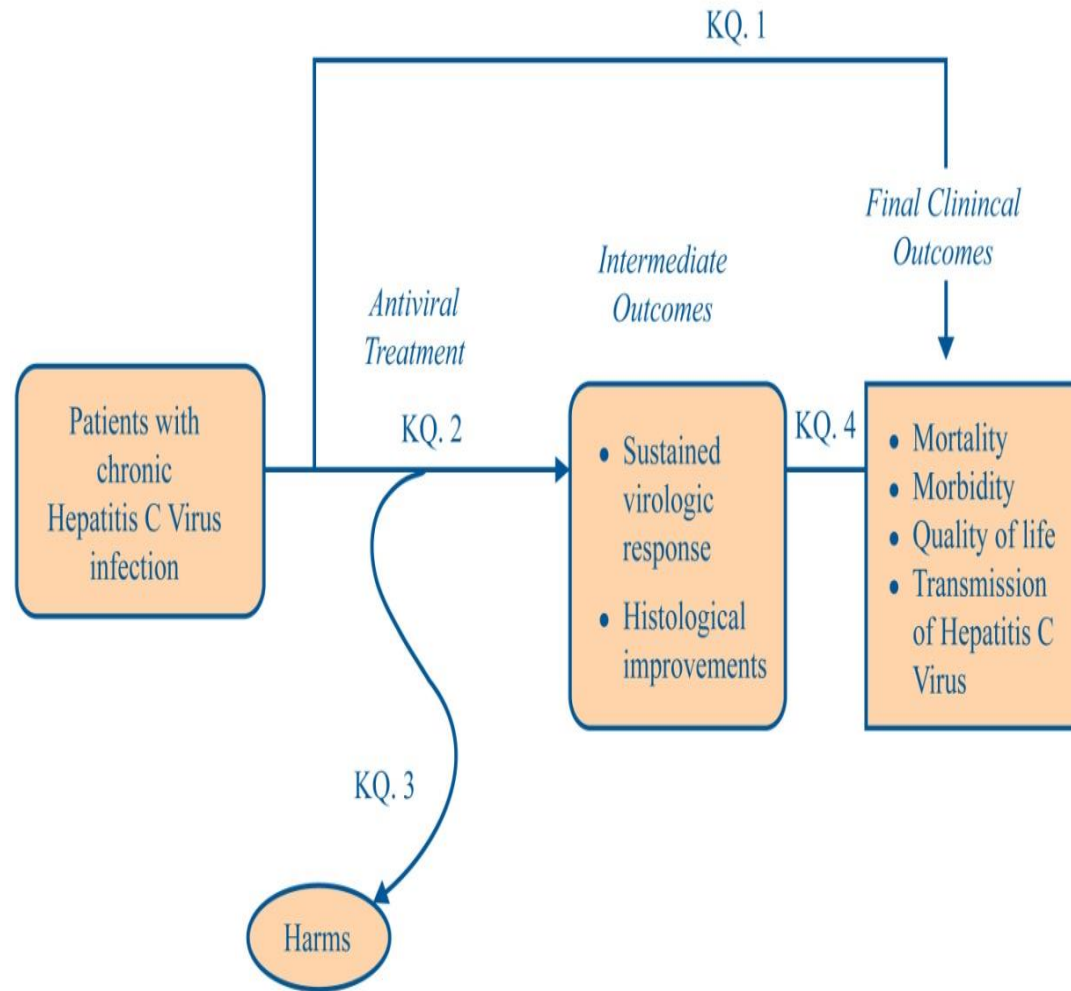 KQ. 1
Final Clinincal
Outcomes
Intermediate
Outcomes
Antiviral
Treatment
KQ. 2
KQ. 4
Patients with
chronic
Hepatitis C Virus
infection
• Sustained
virologic
response
• Histological
improvements
• Mortality
• Morbidity
• Quality of life
• Transmission
of Hepatitis C
Virus
KQ. 3
Harms